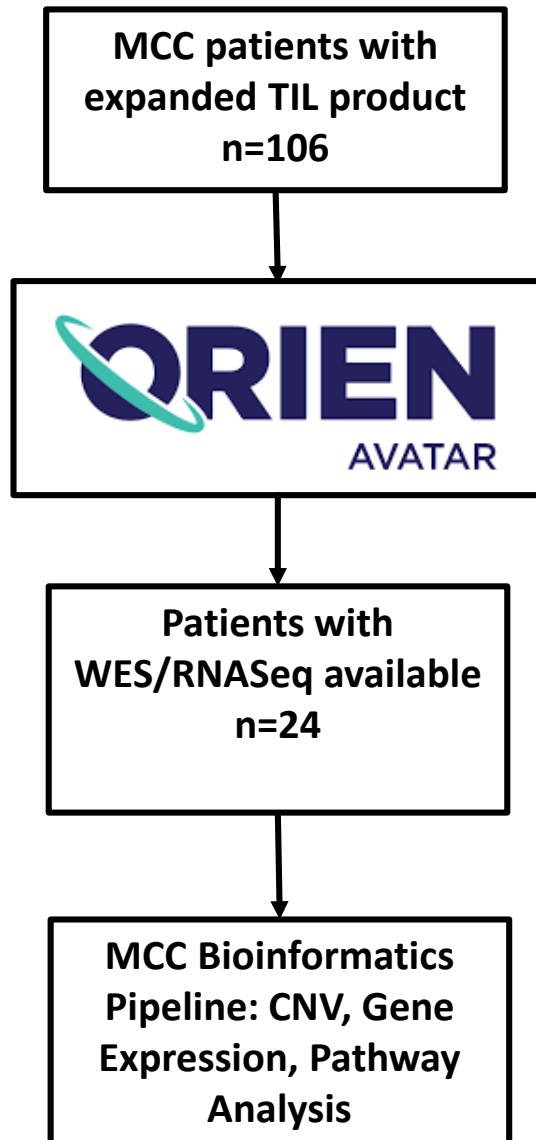 MCC patients with
expanded TIL product
n=106
ORIEN
AVATAR
Patients with
WES/RNASeq available
n=24
MCC Bioinformatics
Pipeline: CNV, Gene
Expression, Pathway
Analysis